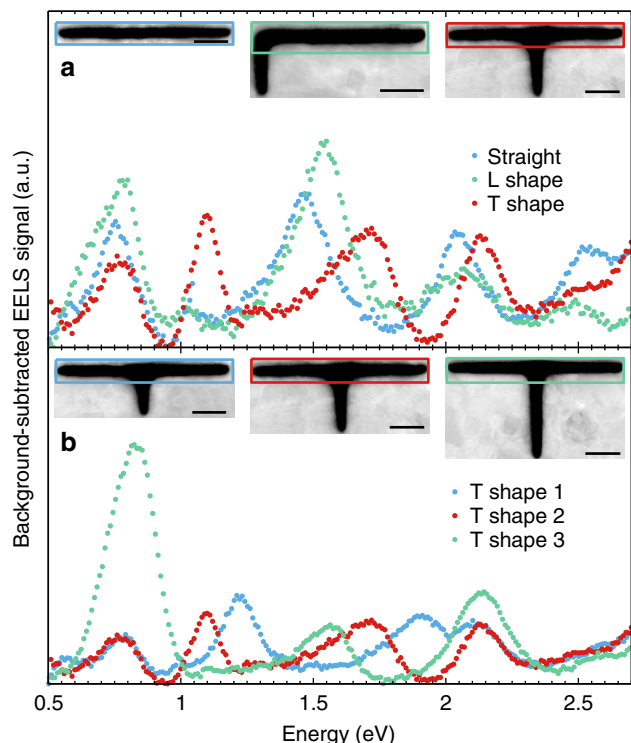 a
Straight
L shape
T shape
b
T shape 1
T shape 2
T shape 3
Background-subtracted EELS signal (a.u.)
0.5 1 1.5 2 2.5
Energy (eV)